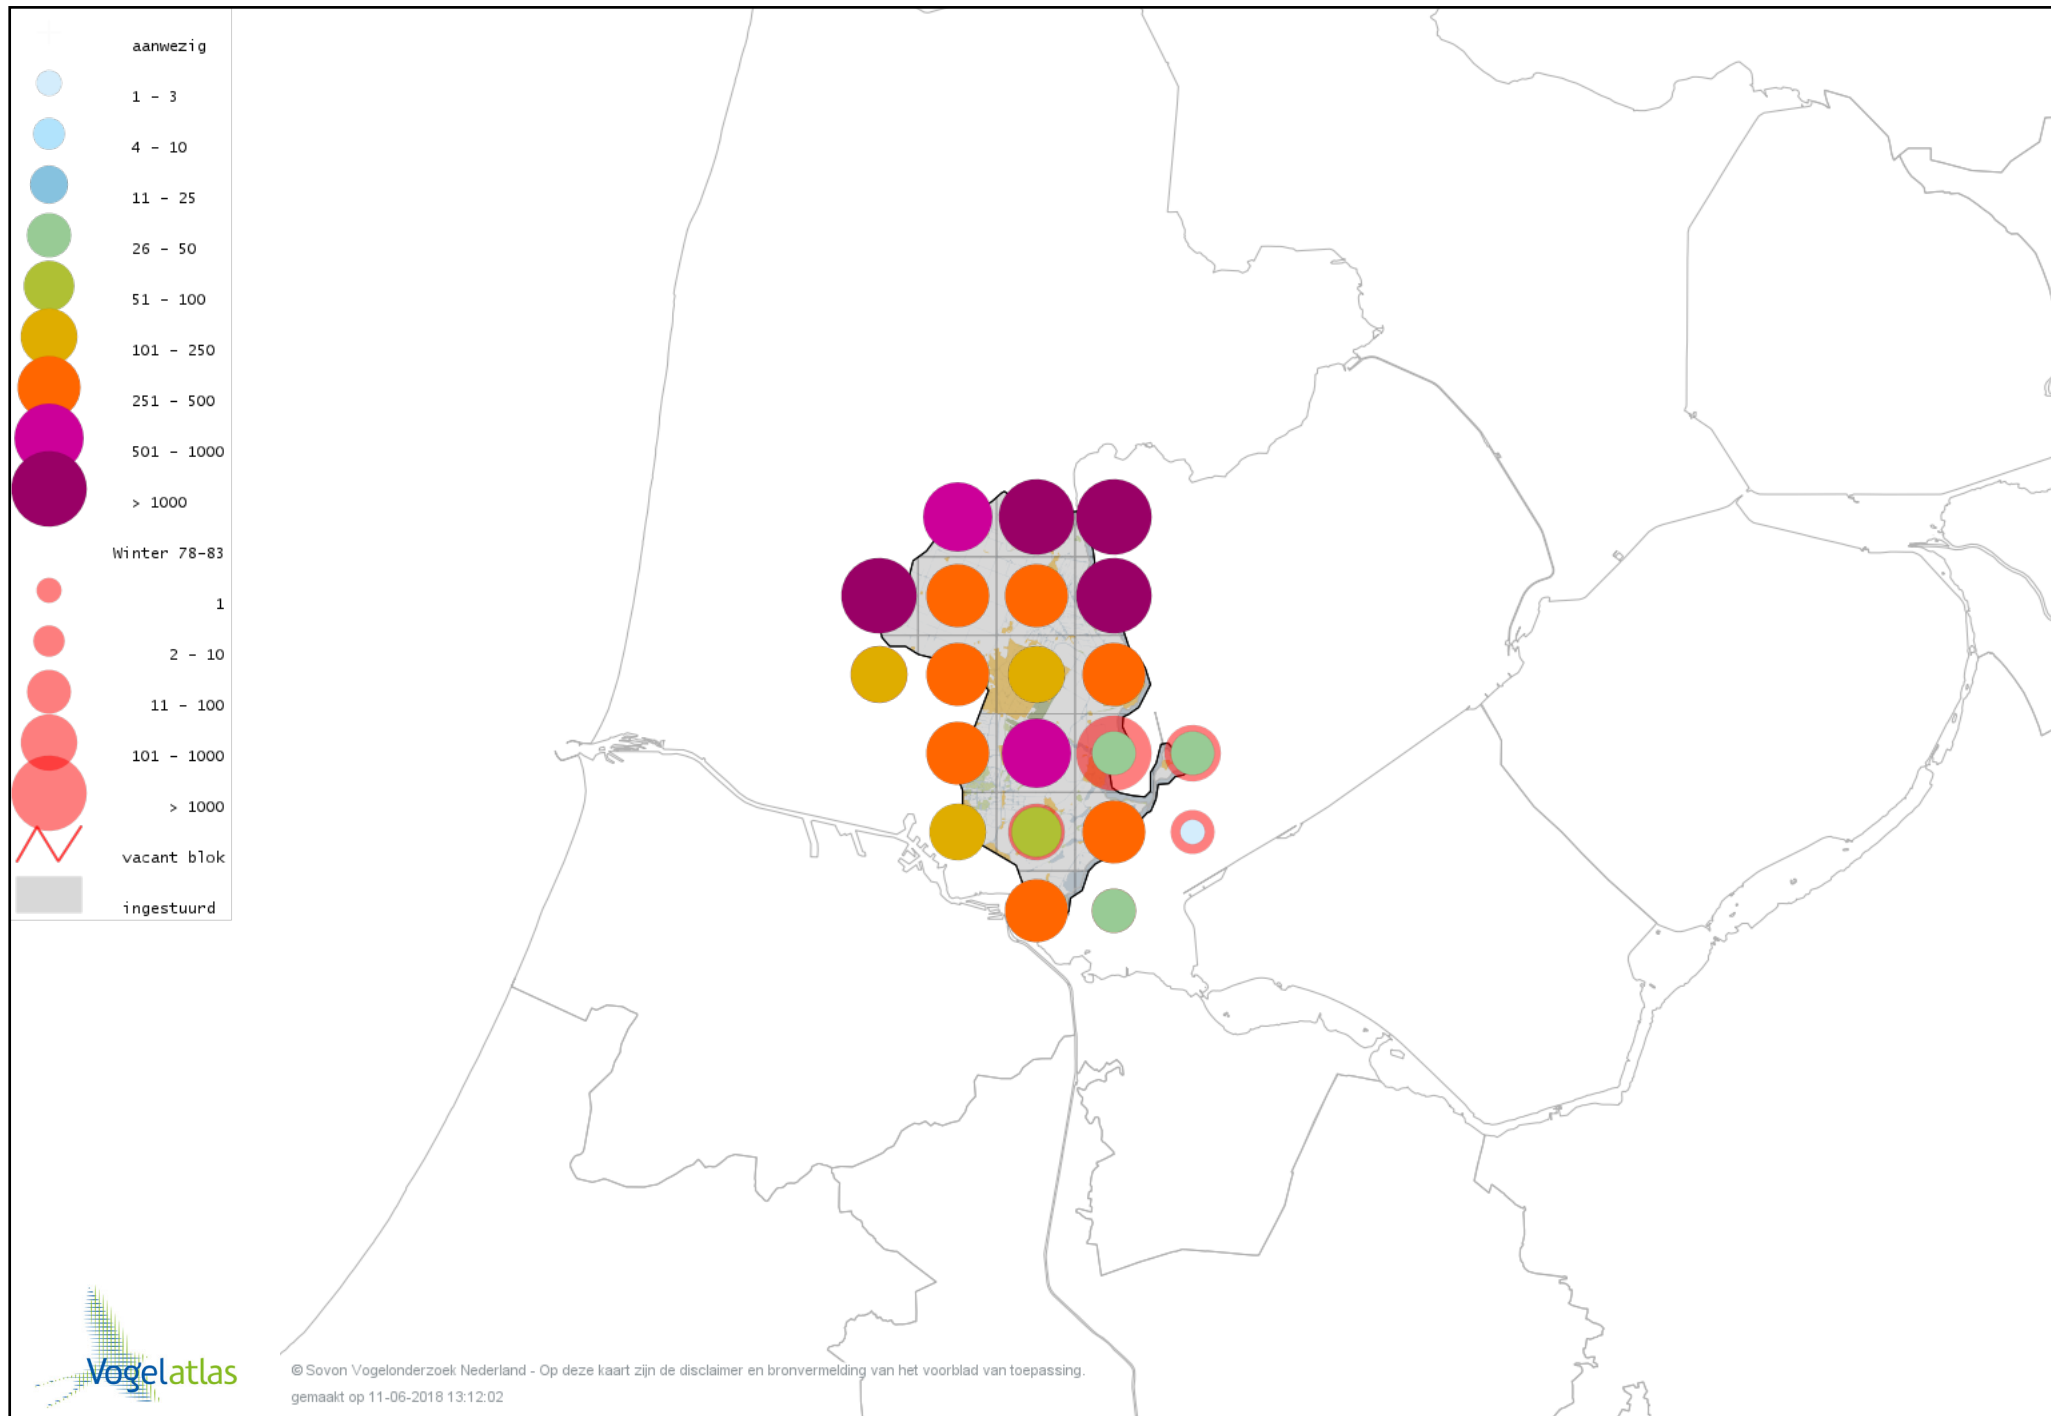 aanwezig
1 - 3
4 - 10
11 - 25
26 - 50
51 - 100
101 - 250
251 - 500
501 - 1000
> 1000
Winter 78-83
1
2 - 10
11 - 100
101 - 1000
> 1000
vacant blok
ingestuurd
Vogelatlas
© Sovon Vogelonderzoek Nederland - Op deze kaart zijn de disclaimer en bronvermelding van het voorblad van toepassing.
gemaakt op 11-06-2018 13:12:02